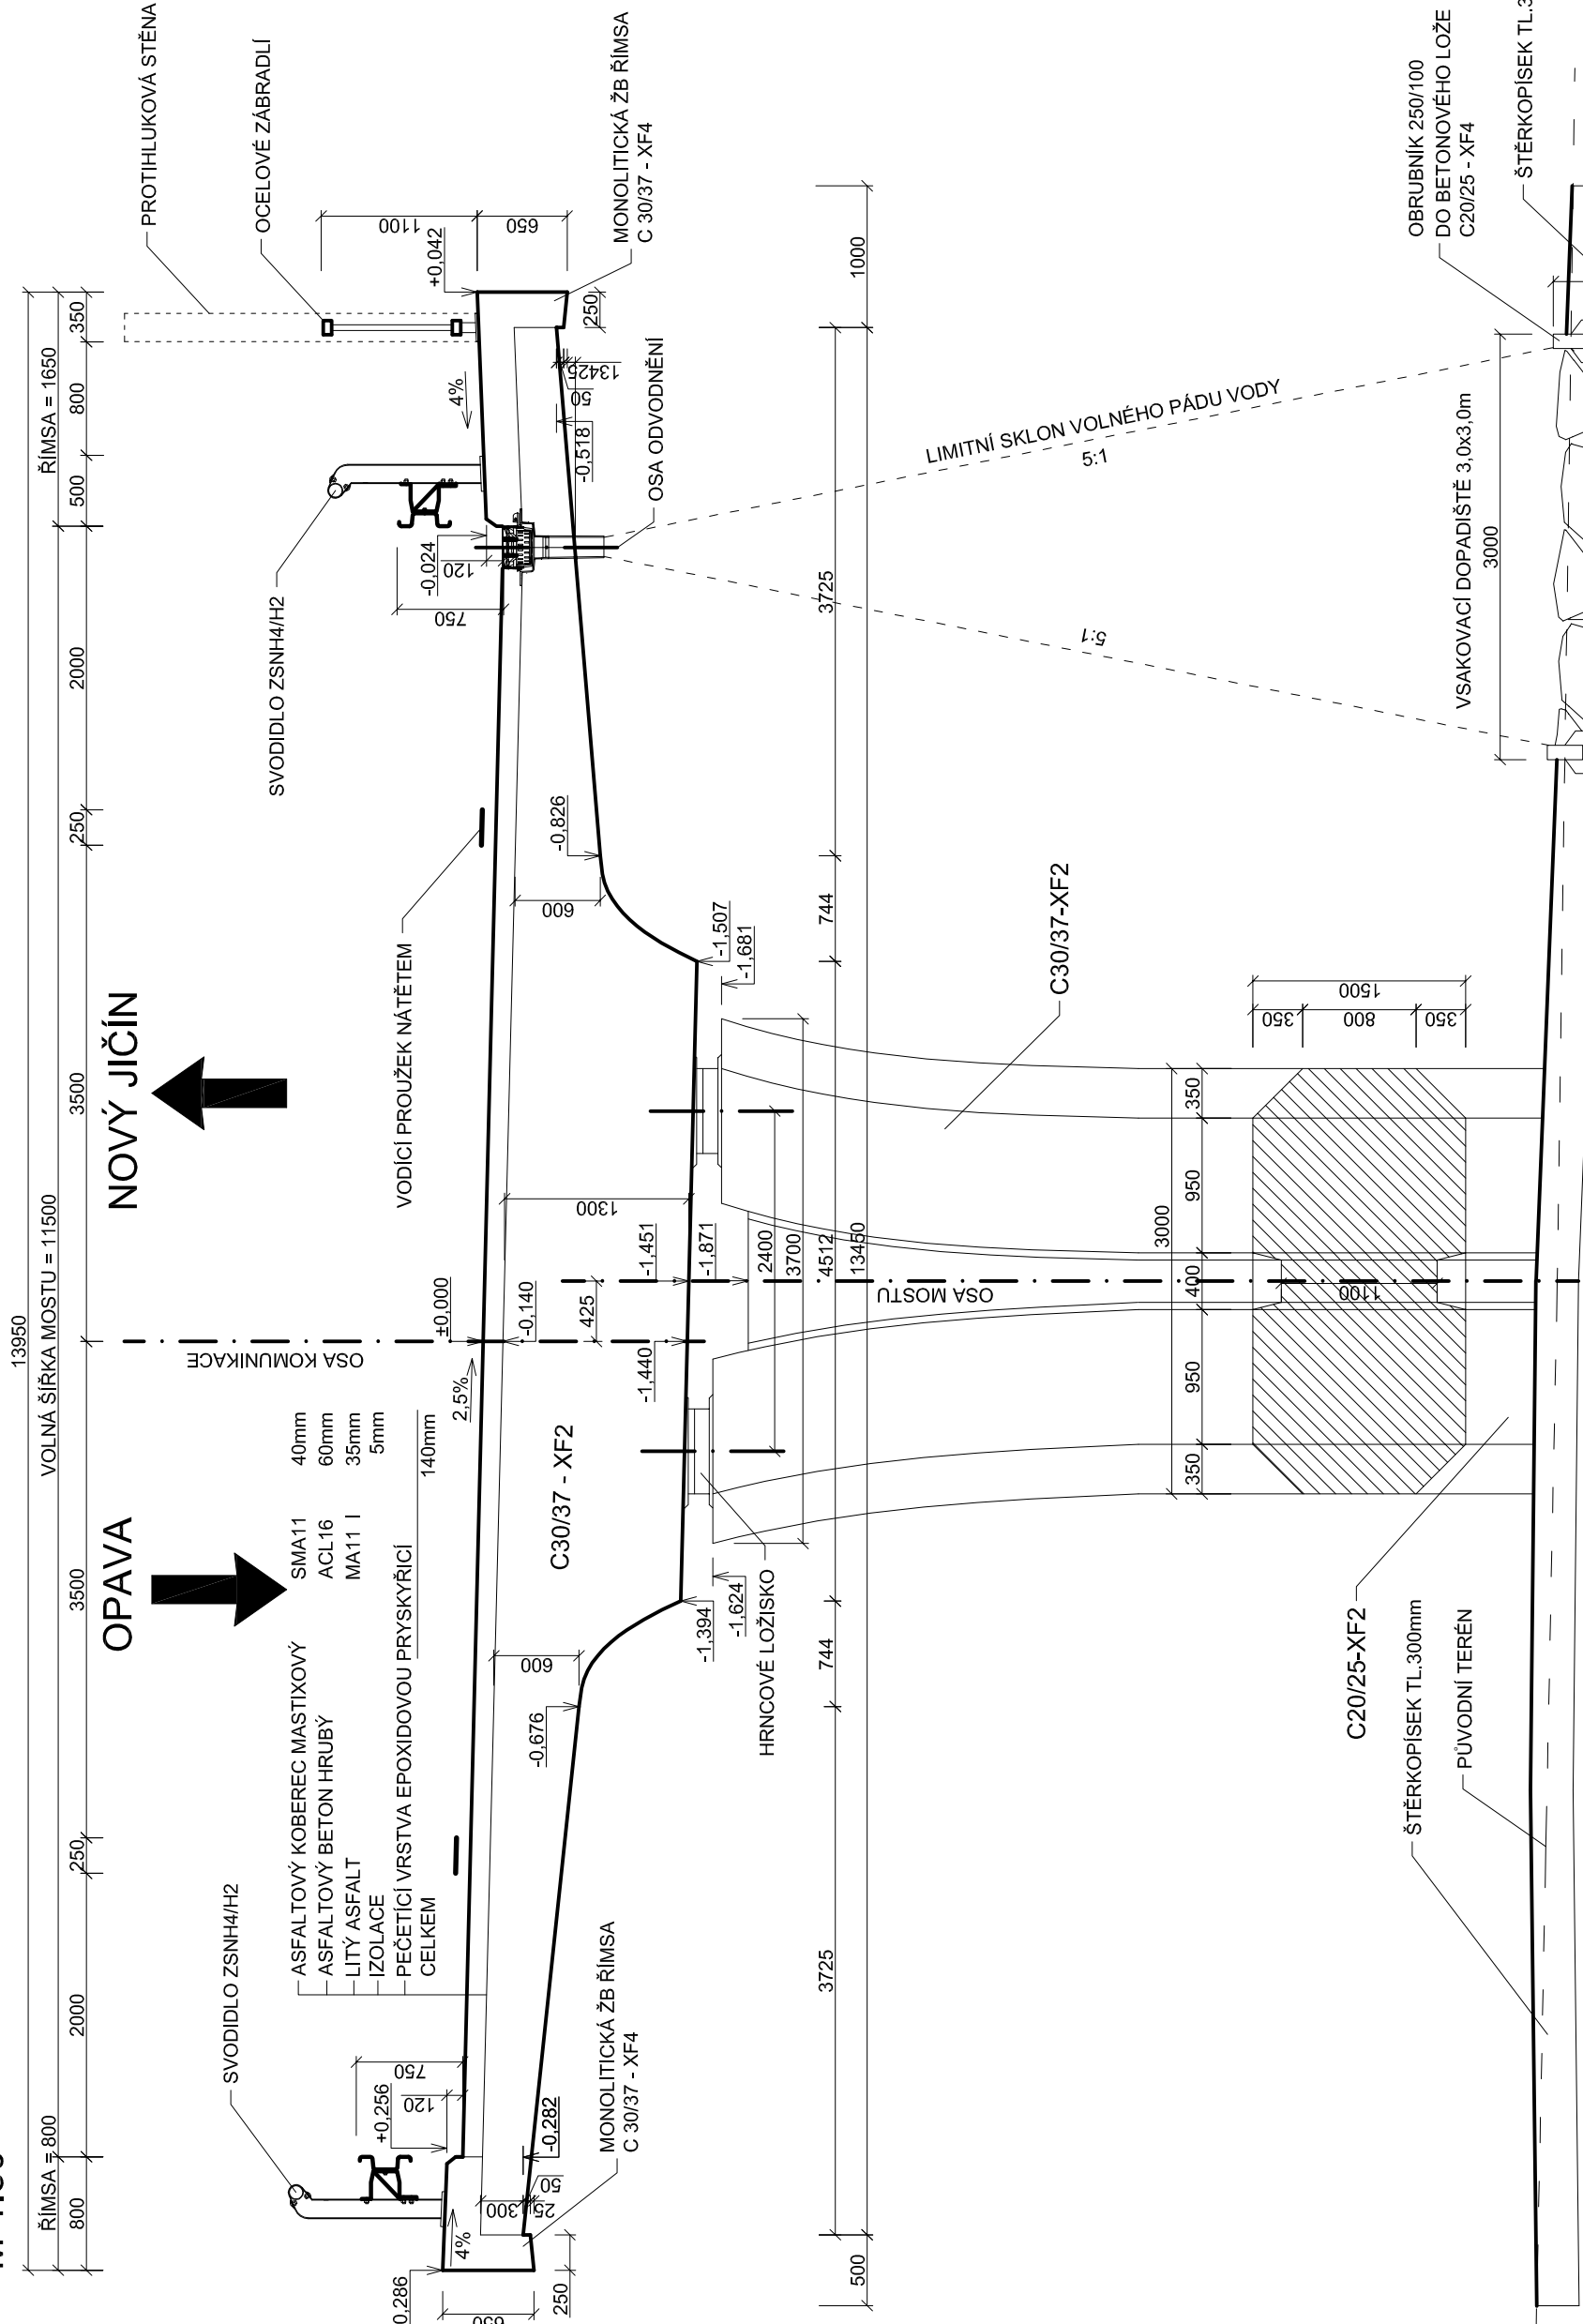 13950
ŘÍMSA = 800
VOLNÁ ŠÍŘKA MOSTU = 11500
ŘÍMSA = 1650
800
2000
250
3500
3500
250
2000
500
800
350
OPAVA
NOVÝ JIČÍN
PROTIHLUKOVÁ STĚNA
OCELOVÉ ZÁBRADLÍ
SVODIDLO ZSNH4/H2
SVODIDLO ZSNH4/H2
ASFALTOVÝ KOBEREC MASTIXOVÝ SMA11 40mm
ASFALTOVÝ BETON HRUBÝ ACL16 60mm
LITÝ ASFALT MA11 I 35mm
IZOLACE 5mm
PEČETÍCÍ VRSTVA EPOXIDOVOU PRYSKYŘICÍ
CELKEM 140mm
OSA KOMUNIKACE
VODÍCÍ PROUŽEK NÁTĚTEM
1100
650
+0,042
4%
750
120
-0,024
750
120
+0,256
0,286
4%
2,5%
±0,000
-0,140
425
-1,440
-1,451
-1,871
1300
600
600
-0,826
-0,676
-0,518
-0,282
50
13425
250
300
50
25
250
MONOLITICKÁ ŽB ŘÍMSA
C 30/37 - XF4
MONOLITICKÁ ŽB ŘÍMSA
C 30/37 - XF4
OSA ODVODNĚNÍ
C30/37 - XF2
-1,394
-1,624
-1,507
-1,681
HRNCOVÉ LOŽISKO
2400
3700
3725
744
4512
744
3725
500
13450
1000
OSA MOSTU
C30/37-XF2
LIMITNÍ SKLON VOLNÉHO PÁDU VODY
5:1
5:1
3000
350
950
400
950
350
1100
350
800
350
1500
C20/25-XF2
ŠTĚRKOPÍSEK TL.300mm
PŮVODNÍ TERÉN
VSAKOVACÍ DOPADIŠTĚ 3,0x3,0m
3000
OBRUBNÍK 250/100
DO BETONOVÉHO LOŽE
C20/25 - XF4
ŠTĚRKOPÍSEK TL.3